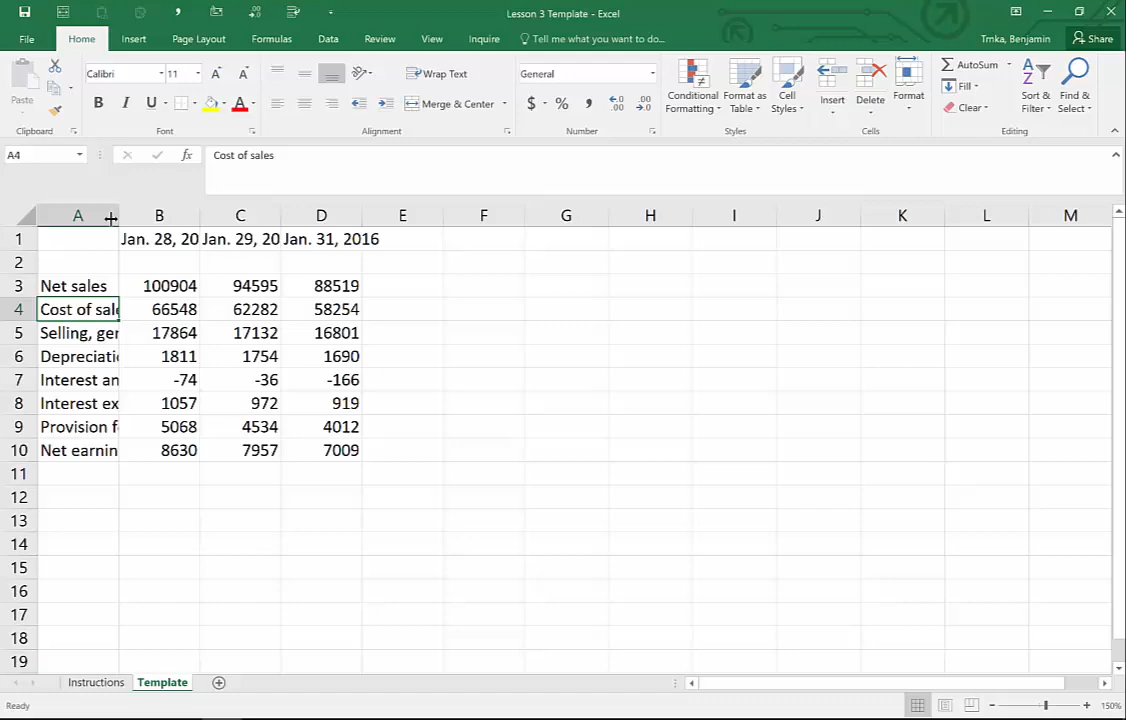 Lesson 3 Template - Excel
File Home Insert Page Layout Formulas Data Review View Inquire Tell me what you want to do... Trnka, Benjamin Share
Paste Calibri 11 A A Wrap Text General Conditional Formatting Format as Table Cell Styles Insert Delete Format AutoSum Fill Clear Sort & Filter Find & Select
B I U A Merge & Center $ % , .0 .00
Clipboard Font Alignment Number Styles Cells Editing
A4 fx Cost of sales
A B C D E F G H I J K L M
1 Jan. 28, 20 Jan. 29, 20 Jan. 31, 2016
2
3 Net sales 100904 94595 88519
4 Cost of sale 66548 62282 58254
5 Selling, ger 17864 17132 16801
6 Depreciatio 1811 1754 1690
7 Interest an -74 -36 -166
8 Interest ex 1057 972 919
9 Provision f 5068 4534 4012
10 Net earnin 8630 7957 7009
11
12
13
14
15
16
17
18
19
Instructions Template
Ready 150%